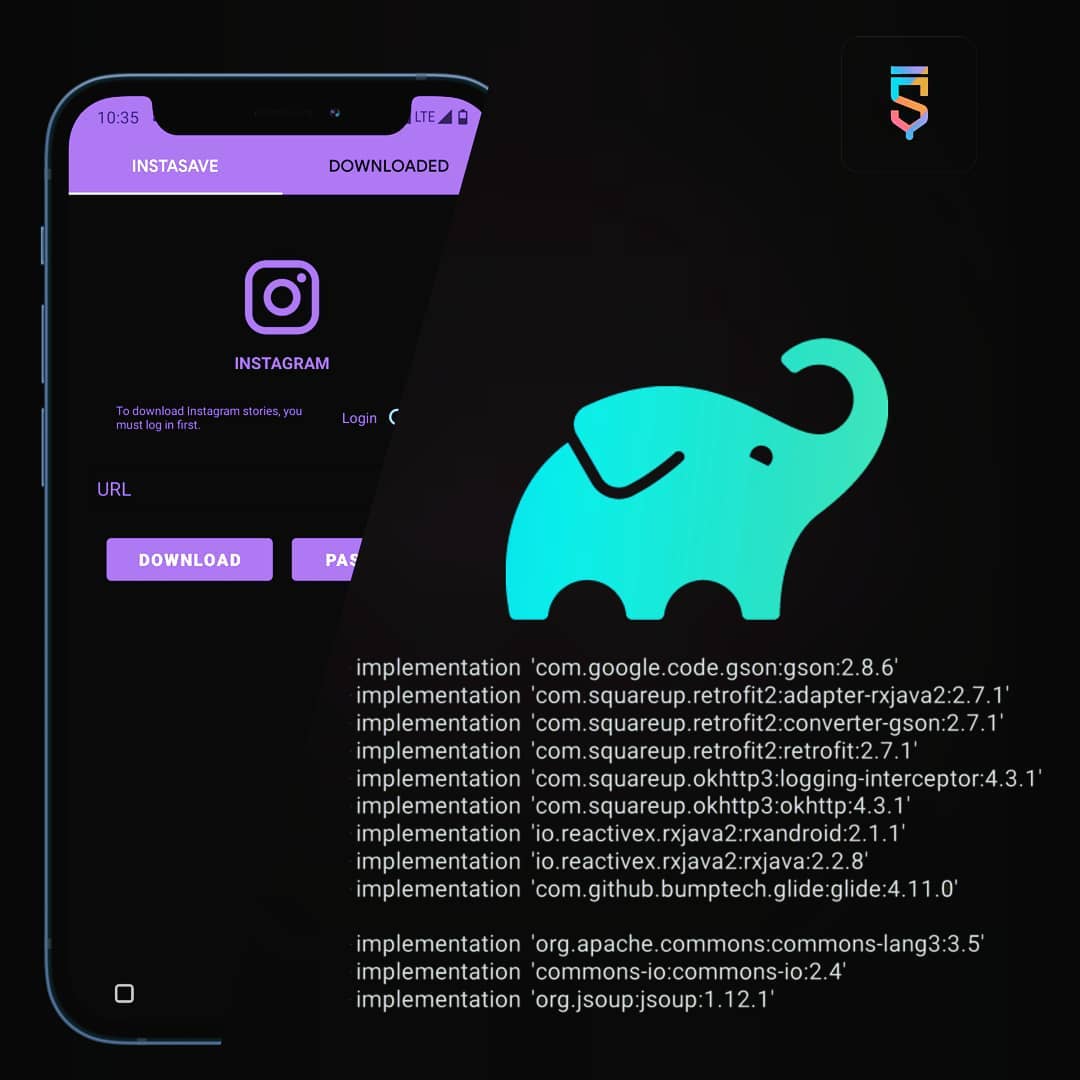 10:35
LTE
INSTASAVE
DOWNLOADED
INSTAGRAM
To download Instagram stories, you
must log in first.
Login
URL
DOWNLOAD
PAS
implementation 'com.google.code.gson:gson:2.8.6'
implementation 'com.squareup.retrofit2:adapter-rxjava2:2.7.1'
implementation 'com.squareup.retrofit2:converter-gson:2.7.1'
implementation 'com.squareup.retrofit2:retrofit:2.7.1'
implementation 'com.squareup.okhttp3:logging-interceptor:4.3.1'
implementation 'com.squareup.okhttp3:okhttp:4.3.1'
implementation 'io.reactivex.rxjava2:rxandroid:2.1.1'
implementation 'io.reactivex.rxjava2:rxjava:2.2.8'
implementation 'com.github.bumptech.glide:glide:4.11.0'
implementation 'org.apache.commons:commons-lang3:3.5'
implementation 'commons-io:commons-io:2.4'
implementation 'org.jsoup:jsoup:1.12.1'